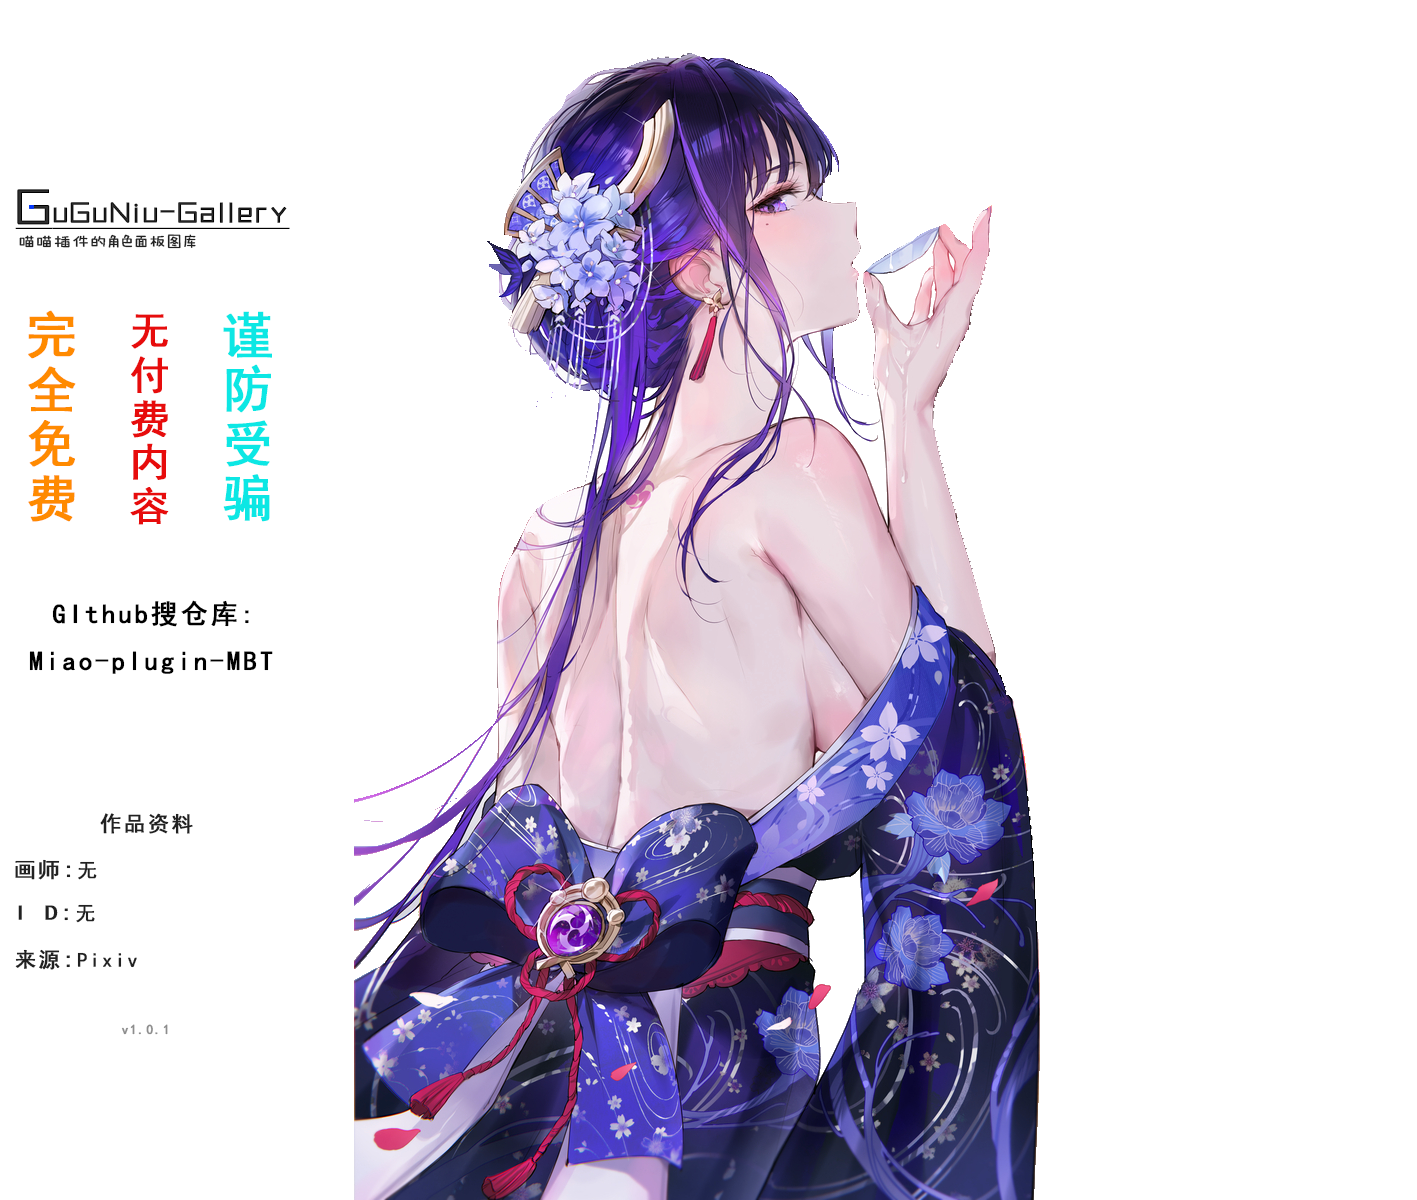 GuGuNiu-Gallery
喵喵插件的角色面板图库
完全免费
无付费内容
谨防受骗
GIthub搜仓库:
Miao-plugin-MBT
作品资料
画师:无
I D:无
来源:Pixiv
v1.0.1